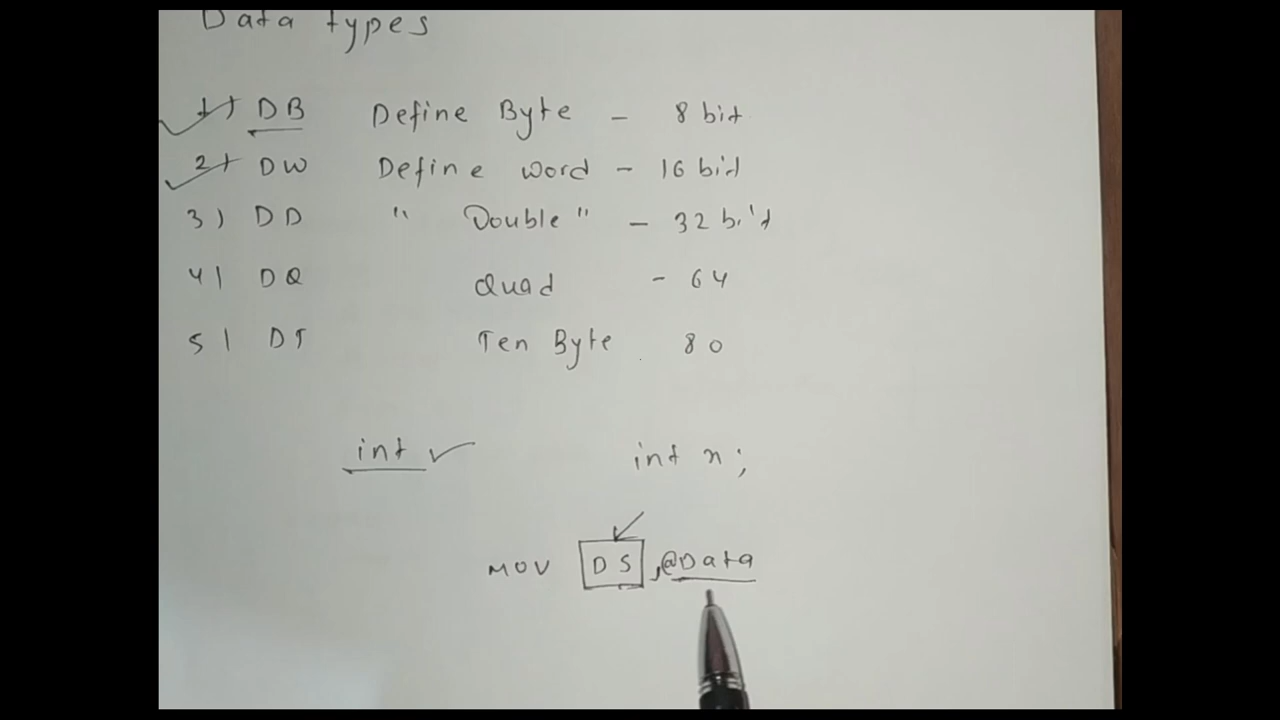 Data types
1) DB Define Byte - 8 bit
2) DW Define word - 16 bit
3) DD " Double " - 32 bit
4) DQ Quad - 64
5) DT Ten Byte 80
int int n;
MOV DS ,@Data